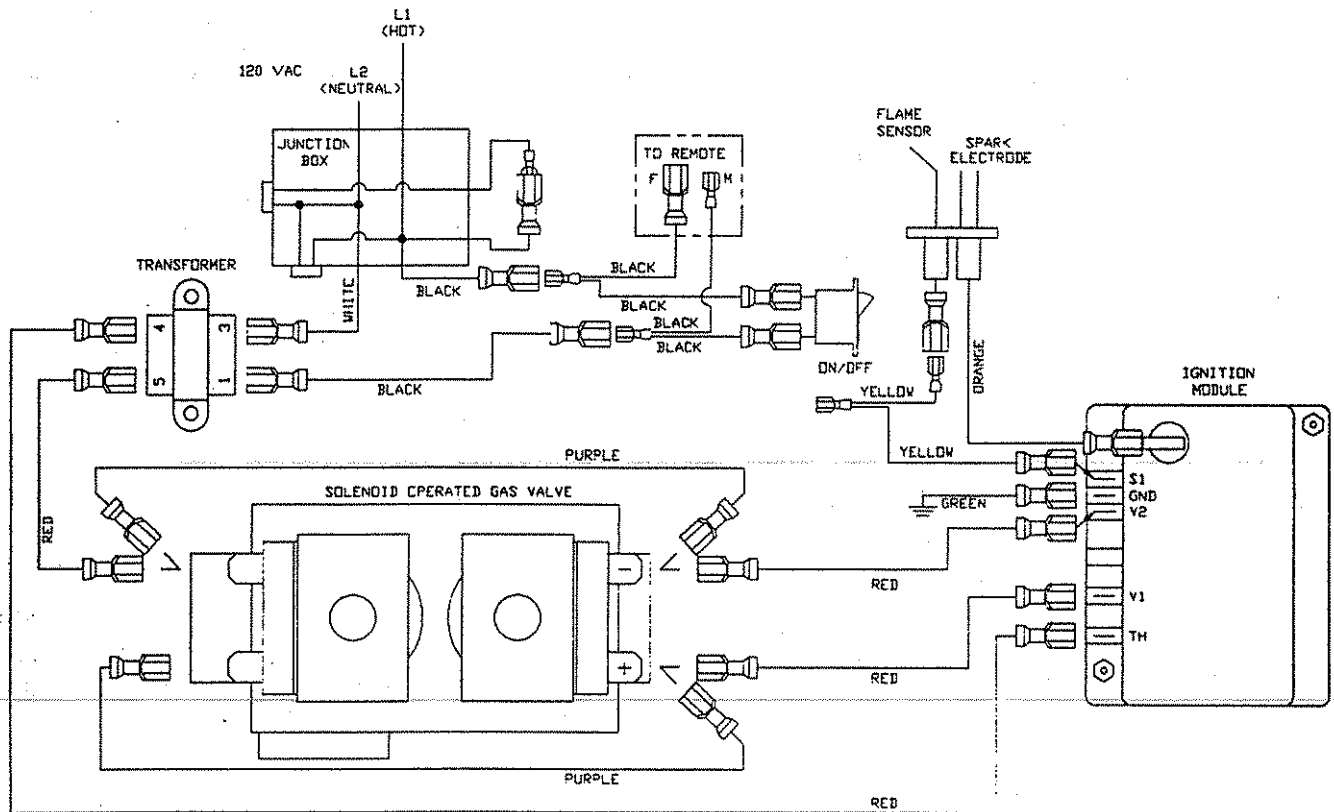 L1
(HOT)
120 VAC
L2
(NEUTRAL)
JUNCTION
BOX
TO REMOTE
F
M
FLAME
SENSOR
SPARK
ELECTRODE
TRANSFORMER
WHITE
BLACK
BLACK
BLACK
BLACK
BLACK
BLACK
4
3
5
1
ON/OFF
YELLOW
ORANGE
IGNITION
MODULE
PURPLE
YELLOW
SOLENOID OPERATED GAS VALVE
S1
GND
V2
GREEN
RED
-
RED
V1
TH
+
RED
PURPLE
RED